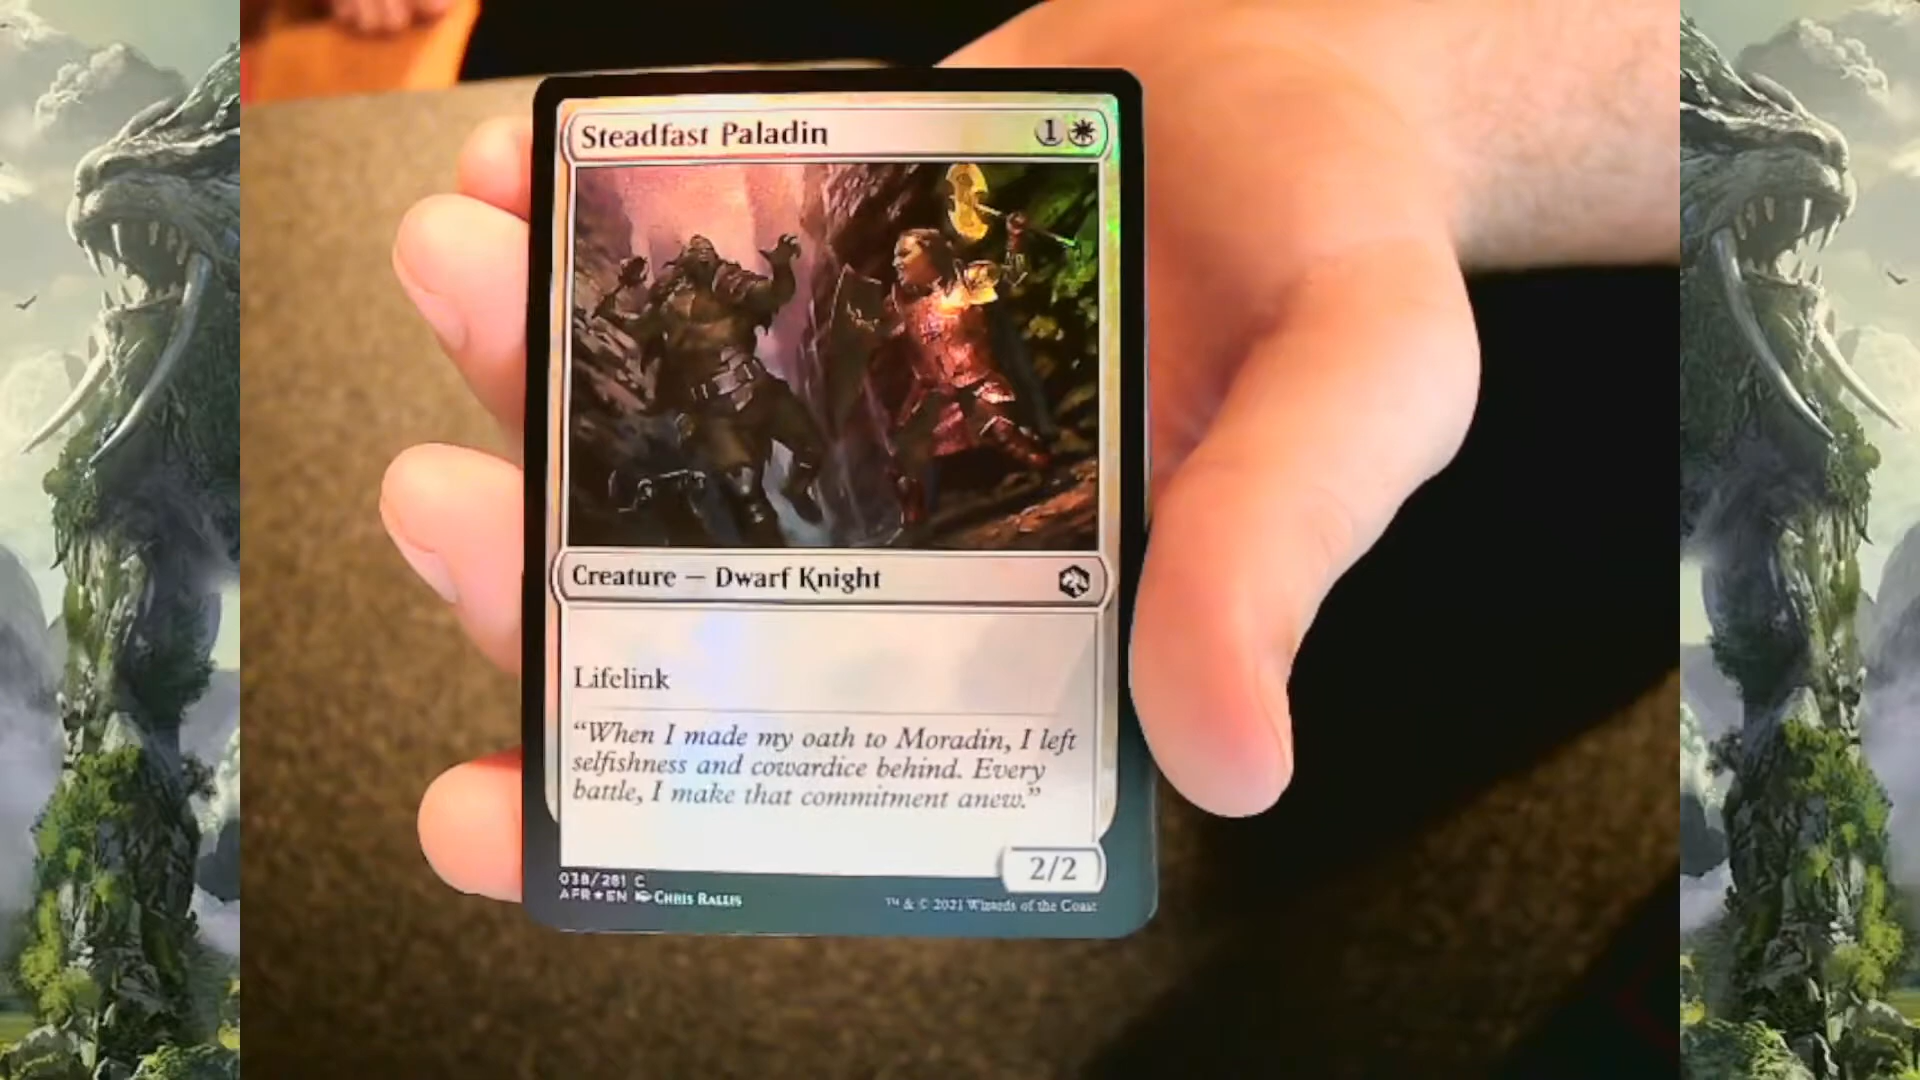 Steadfast Paladin 1
Creature — Dwarf Knight
Lifelink
“When I made my oath to Moradin, I left
selfishness and cowardice behind. Every
battle, I make that commitment anew.”
2/2
038/281 C
AFR★EN Chris Rallis
™ & © 2021 Wizards of the Coast